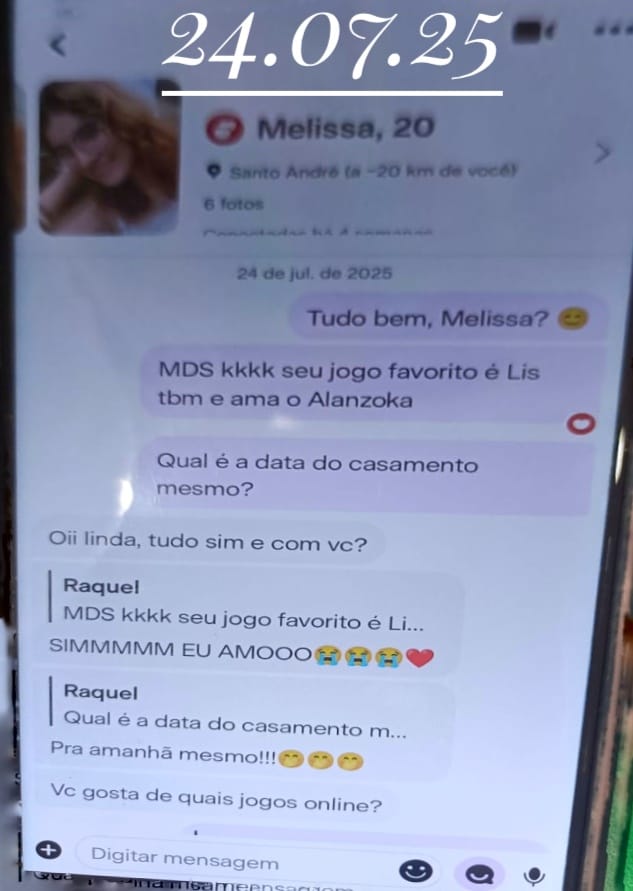 24.07.25
Melissa, 20
Santo André (a ~20 km de você)
6 fotos
24 de jul. de 2025
Tudo bem, Melissa? 😊
MDS kkkk seu jogo favorito é Lis
tbm e ama o Alanzoka
Qual é a data do casamento
mesmo?
Oii linda, tudo sim e com vc?
Raquel
MDS kkkk seu jogo favorito é Li...
SIMMMMM EU AMOOO😭😭😭❤️
Raquel
Qual é a data do casamento m...
Pra amanhã mesmo!!!🤭🤭🤭
Vc gosta de quais jogos online?
Digitar mensagem